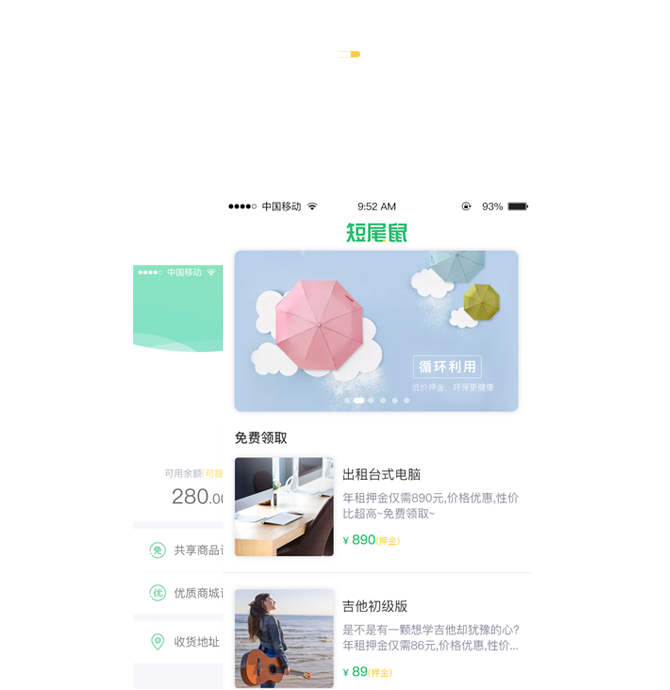 中国移动
9:52 AM
93%
短尾鼠
循环利用
低价押金，环保更健康
免费领取
出租台式电脑
年租押金仅需890元,价格优惠,性价
比超高~免费领取~
¥ 890(押金)
吉他初级版
是不是有一颗想学吉他却犹豫的心?
年租押金仅需86元,价格优惠,性价...
¥ 89(押金)
中国移动
可用余额(可
280.00
免 共享商品
优 优质商城
收货地址